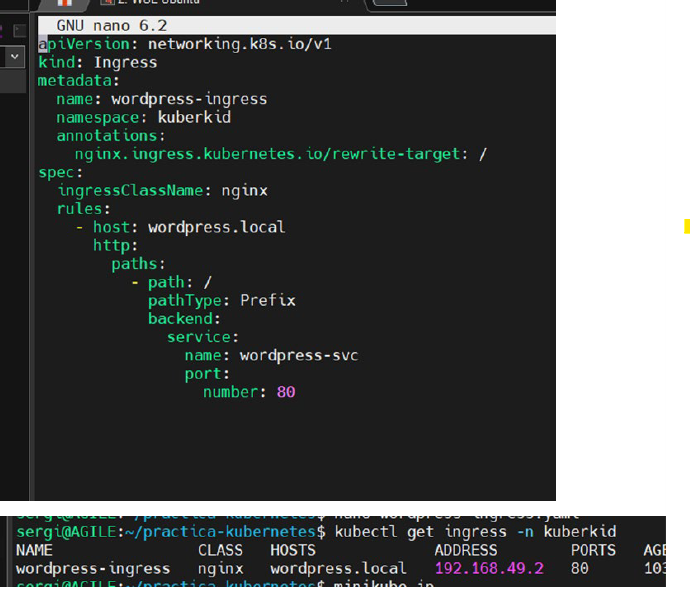 2. WSL Ubuntu
GNU nano 6.2
apiVersion: networking.k8s.io/v1
kind: Ingress
metadata:
  name: wordpress-ingress
  namespace: kuberkid
  annotations:
    nginx.ingress.kubernetes.io/rewrite-target: /
spec:
  ingressClassName: nginx
  rules:
    - host: wordpress.local
      http:
        paths:
          - path: /
            pathType: Prefix
            backend:
              service:
                name: wordpress-svc
                port:
                  number: 80
sergi@AGILE:~/practica-kubernetes$ nano wordpress-ingress.yaml
sergi@AGILE:~/practica-kubernetes$ kubectl get ingress -n kuberkid
NAME CLASS HOSTS ADDRESS PORTS AGE
wordpress-ingress nginx wordpress.local 192.168.49.2 80 103
sergi@AGILE:~/practica-kubernetes$ minikube ip